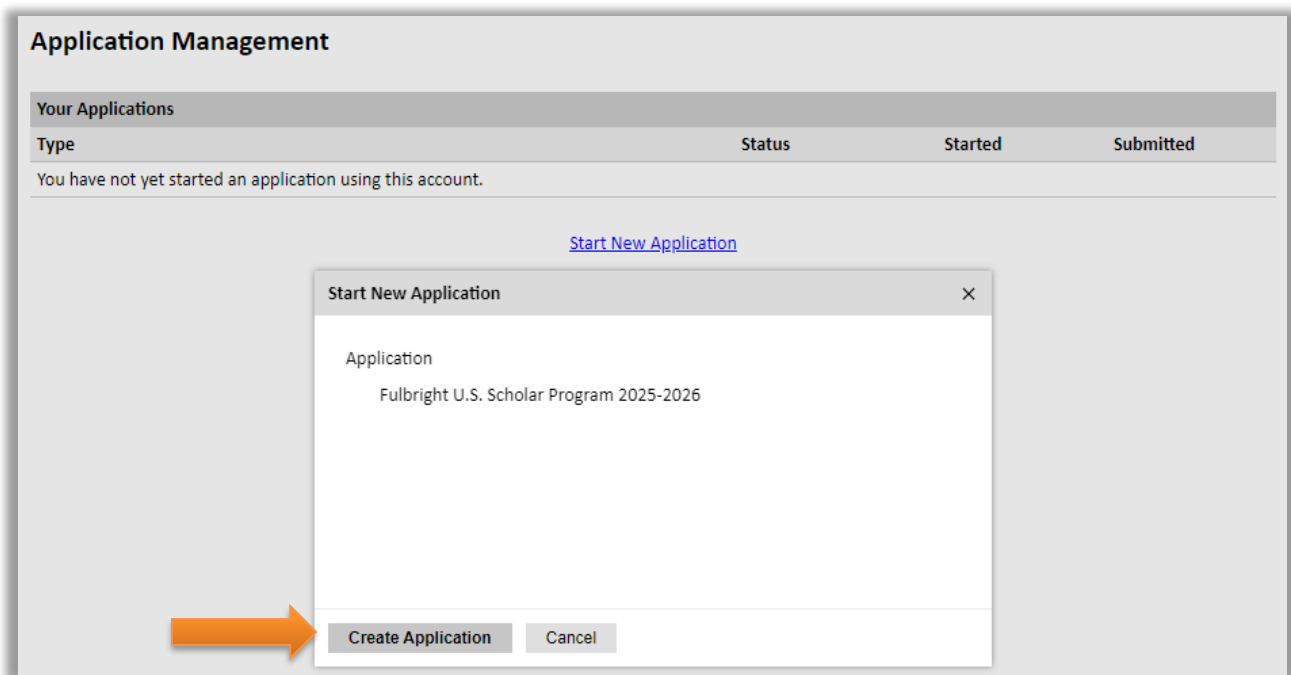 Application Management
Your Applications
Type Status Started Submitted
You have not yet started an application using this account.
Start New Application
Start New Application ×
Application
Fulbright U.S. Scholar Program 2025-2026
Create Application Cancel